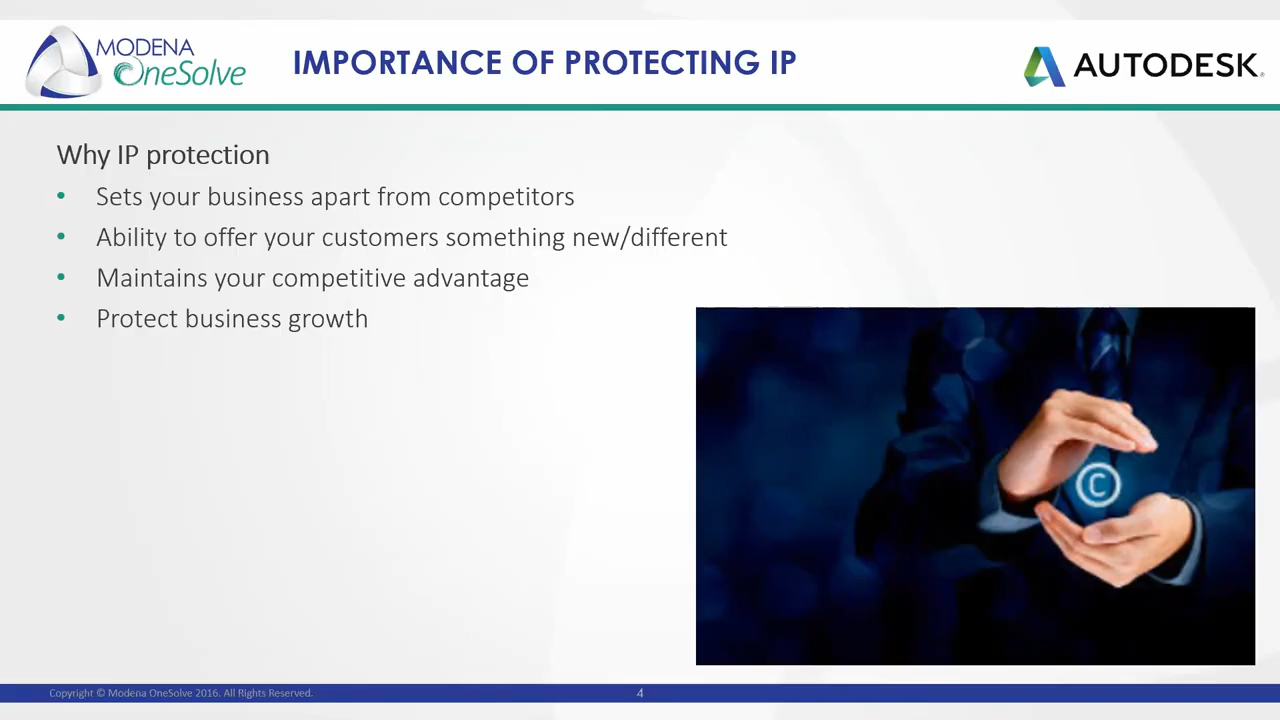 MODENA
OneSolve
IMPORTANCE OF PROTECTING IP
AUTODESK®
Why IP protection
• Sets your business apart from competitors
• Ability to offer your customers something new/different
• Maintains your competitive advantage
• Protect business growth
©
Copyright © Modena OneSolve 2016. All Rights Reserved.
4